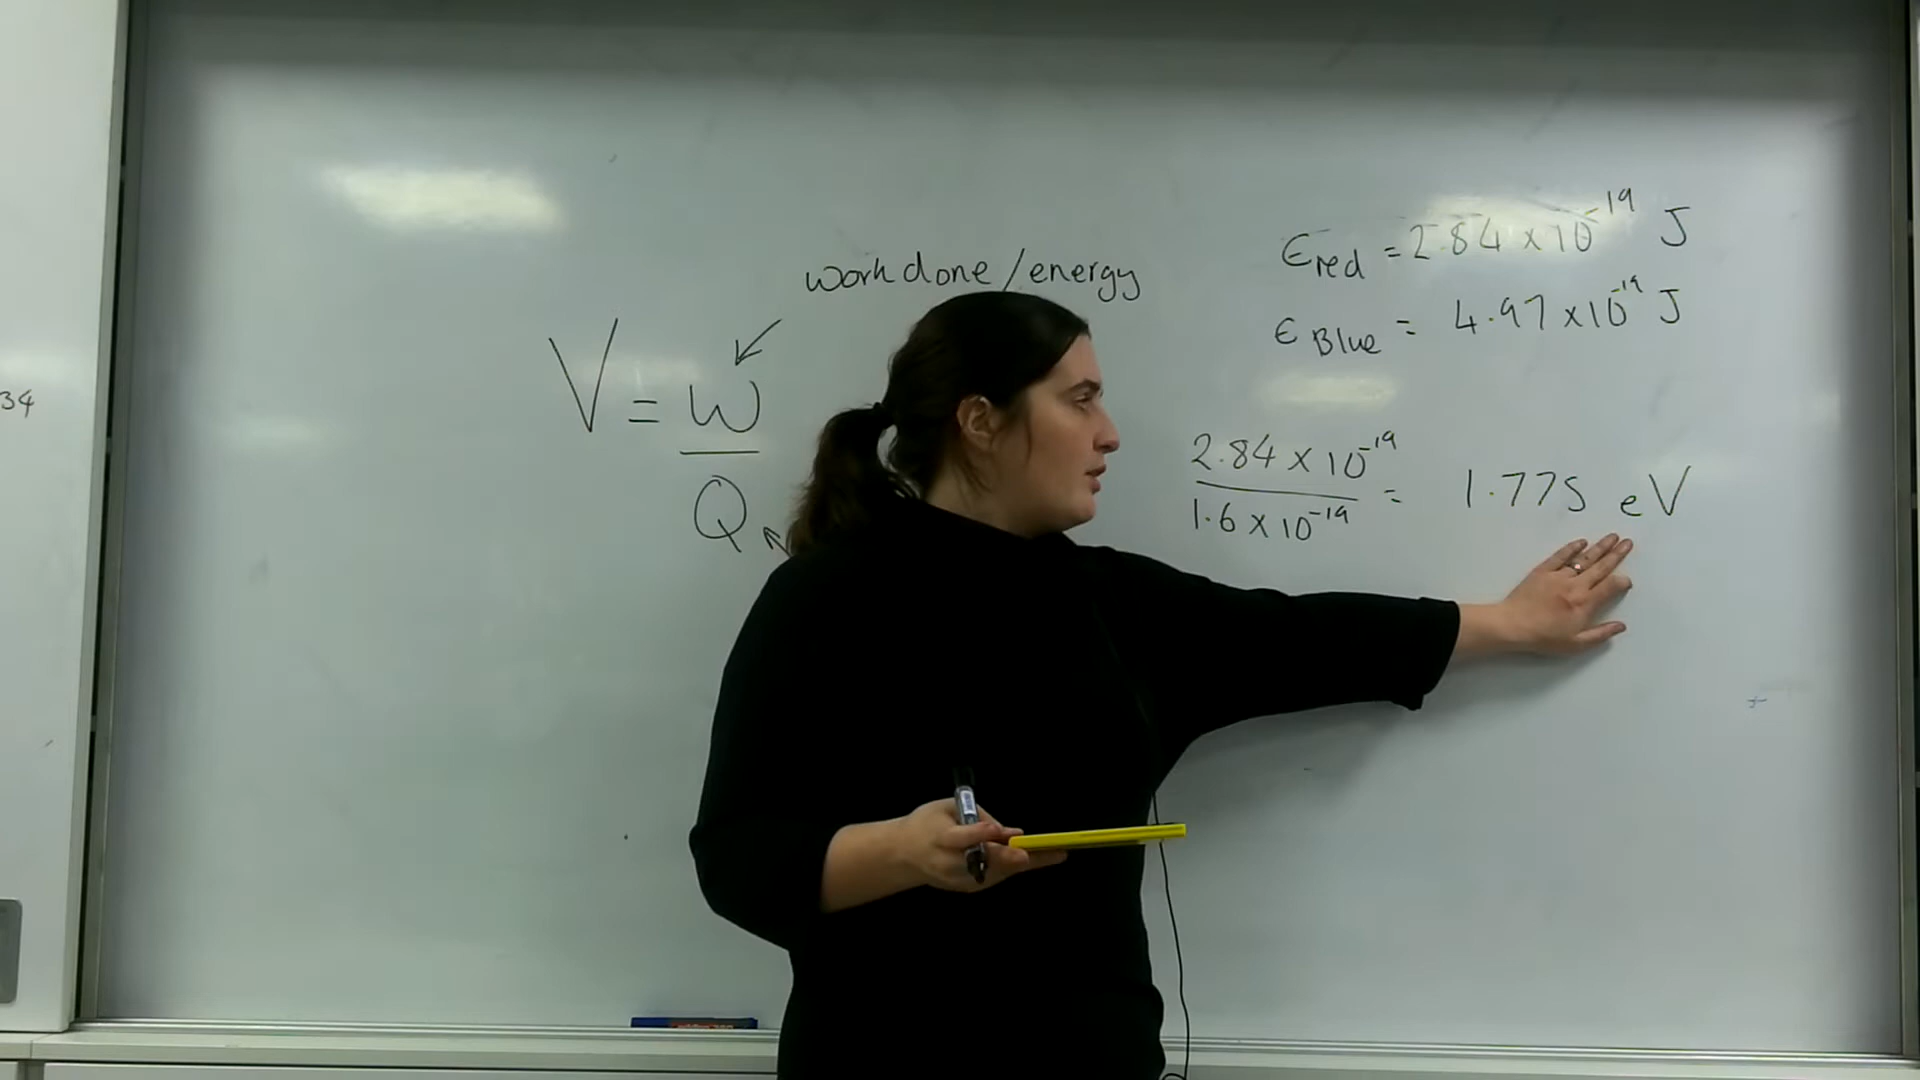 34
work done/energy
V = W
Q
Ɛred = 2.84 x 10^-19 J
Ɛ Blue = 4.97 x 10^-19 J
2.84 x 10^-19
1.6 x 10^-19
= 1.775 eV